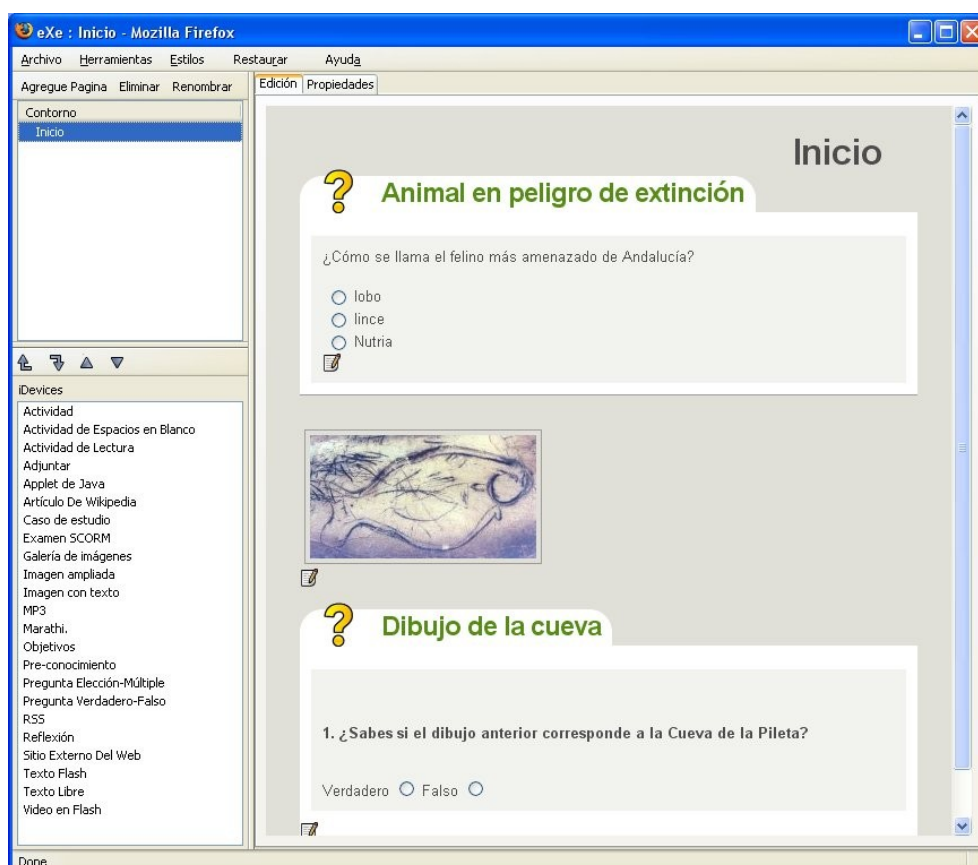 eXe : Inicio - Mozilla Firefox
Archivo Herramientas Estilos Restaurar Ayuda
Agregue Pagina Eliminar Renombrar
Contorno
Inicio
iDevices
Actividad
Actividad de Espacios en Blanco
Actividad de Lectura
Adjuntar
Applet de Java
Artículo De Wikipedia
Caso de estudio
Examen SCORM
Galería de imágenes
Imagen ampliada
Imagen con texto
MP3
Marathi.
Objetivos
Pre-conocimiento
Pregunta Elección-Múltiple
Pregunta Verdadero-Falso
RSS
Reflexión
Sitio Externo Del Web
Texto Flash
Texto Libre
Video en Flash
Edición Propiedades
Inicio
Animal en peligro de extinción
¿Cómo se llama el felino más amenazado de Andalucía?
lobo
lince
Nutria
Dibujo de la cueva
1. ¿Sabes si el dibujo anterior corresponde a la Cueva de la Pileta?
Verdadero Falso
Done